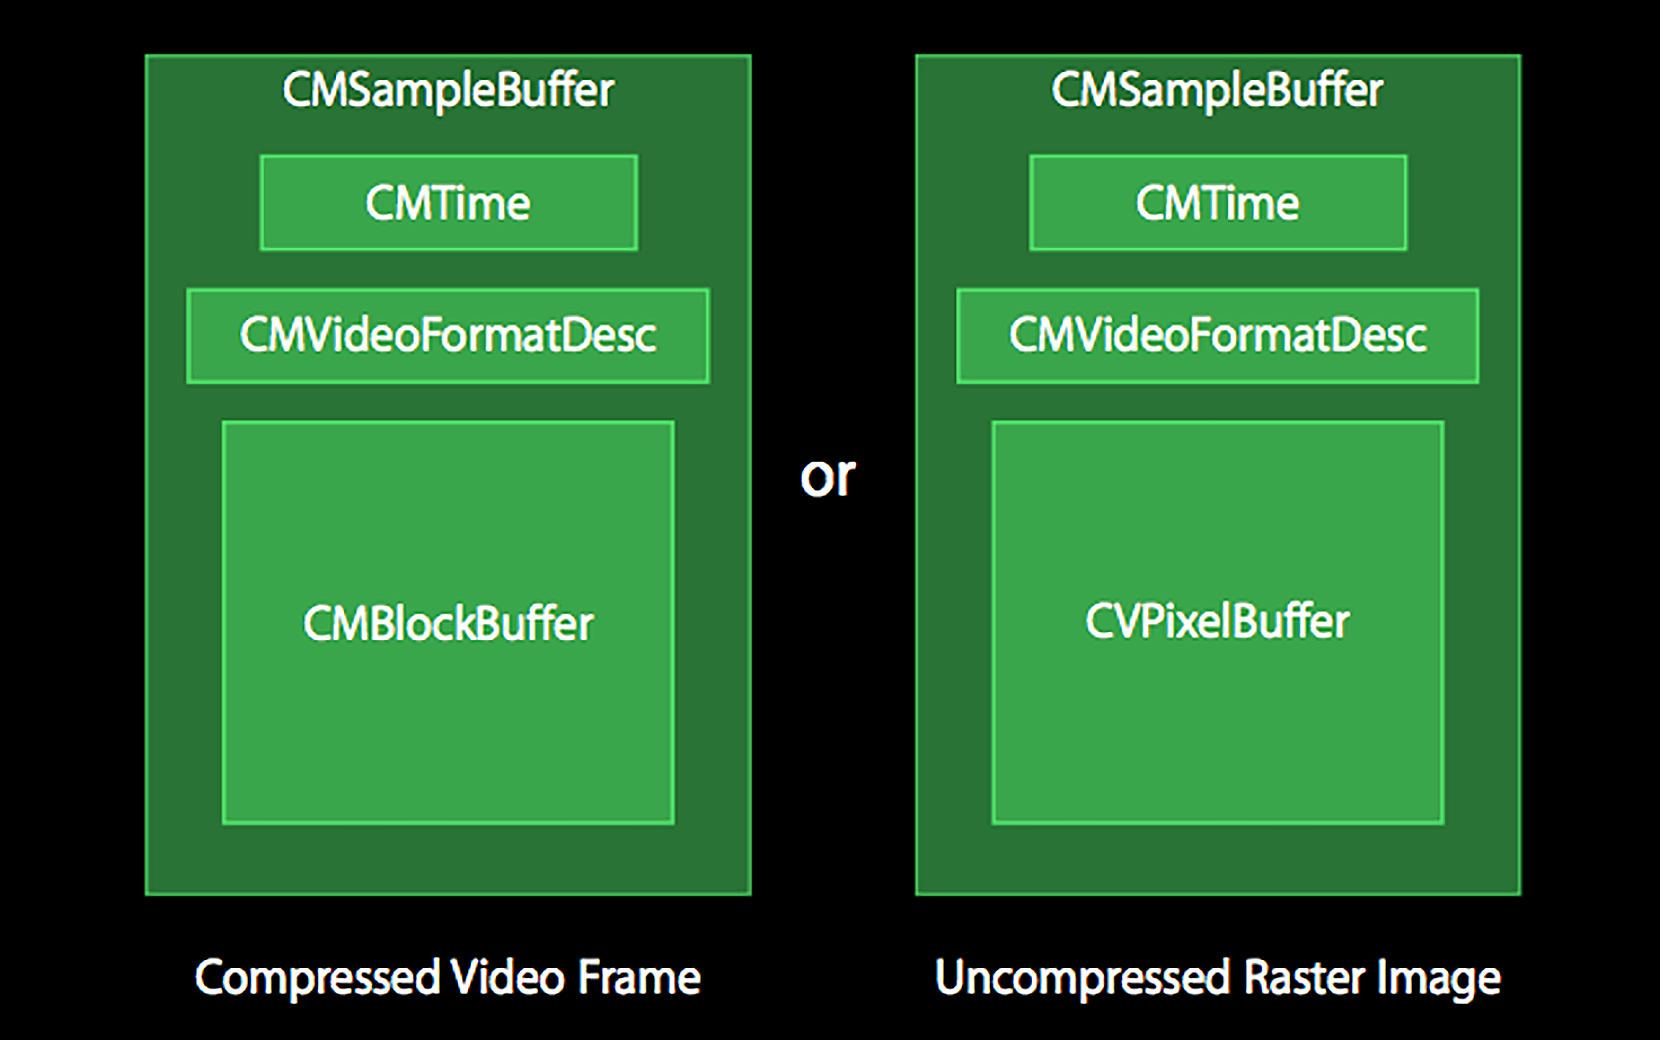 CMSampleBuffer
CMTime
CMVideoFormatDesc
CMBlockBuffer
Compressed Video Frame
or
CMSampleBuffer
CMTime
CMVideoFormatDesc
CVPixelBuffer
Uncompressed Raster Image